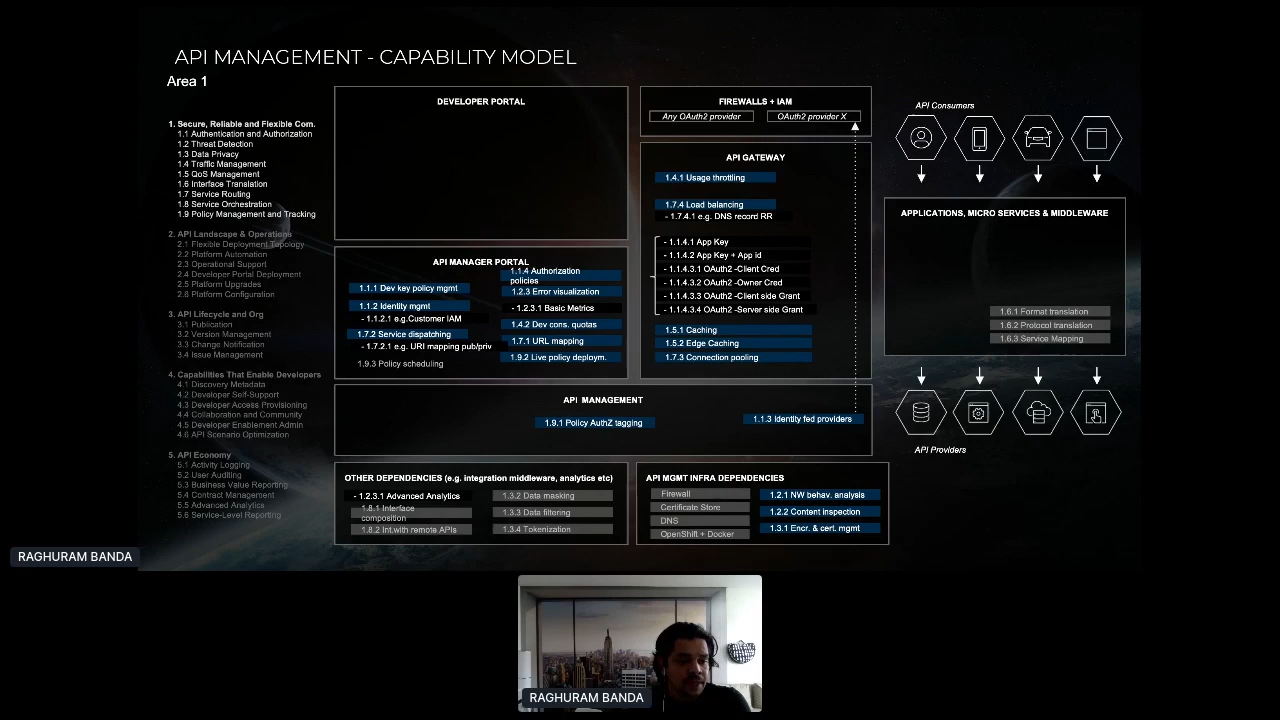 API MANAGEMENT - CAPABILITY MODEL
Area 1
1. Secure, Reliable and Flexible Com.
1.1 Authentication and Authorization
1.2 Threat Detection
1.3 Data Privacy
1.4 Traffic Management
1.5 QoS Management
1.6 Interface Translation
1.7 Service Routing
1.8 Service Orchestration
1.9 Policy Management and Tracking
2. API Landscape & Operations
2.1 Flexible Deployment Topology
2.2 Platform Automation
2.3 Operational Support
2.4 Developer Portal Deployment
2.5 Platform Upgrades
2.6 Platform Configuration
3. API Lifecycle and Org
3.1 Publication
3.2 Version Management
3.3 Change Notification
3.4 Issue Management
4. Capabilities That Enable Developers
4.1 Discovery Metadata
4.2 Developer Self-Support
4.3 Developer Access Provisioning
4.4 Collaboration and Community
4.5 Developer Enablement Admin
4.6 API Scenario Optimization
5. API Economy
5.1 Activity Logging
5.2 User Auditing
5.3 Business Value Reporting
5.4 Contract Management
5.5 Advanced Analytics
5.6 Service-Level Reporting
DEVELOPER PORTAL
API MANAGER PORTAL
1.1.1 Dev key policy mgmt
1.1.2 Identity mgmt
- 1.1.2.1 e.g.Customer IAM
1.7.2 Service dispatching
- 1.7.2.1 e.g. URI mapping pub/priv
1.9.3 Policy scheduling
1.1.4 Authorization
policies
1.2.3 Error visualization
- 1.2.3.1 Basic Metrics
1.4.2 Dev cons. quotas
1.7.1 URL mapping
1.9.2 Live policy deploym.
FIREWALLS + IAM
Any OAuth2 provider
OAuth2 provider X
API GATEWAY
1.4.1 Usage throttling
1.7.4 Load balancing
- 1.7.4.1 e.g. DNS record RR
- 1.1.4.1 App Key
- 1.1.4.2 App Key + App id
- 1.1.4.3.1 OAuth2 -Client Cred
- 1.1.4.3.2 OAuth2 -Owner Cred
- 1.1.4.3.3 OAuth2 -Client side Grant
- 1.1.4.3.4 OAuth2 -Server side Grant
1.5.1 Caching
1.5.2 Edge Caching
1.7.3 Connection pooling
API MANAGEMENT
1.9.1 Policy AuthZ tagging
1.1.3 Identity fed providers
OTHER DEPENDENCIES (e.g. integration middleware, analytics etc)
- 1.2.3.1 Advanced Analytics
1.8.1 Interface
composition
1.8.2 Int.with remote APIs
1.3.2 Data masking
1.3.3 Data filtering
1.3.4 Tokenization
API MGMT INFRA DEPENDENCIES
Firewall
Certificate Store
DNS
OpenShift + Docker
1.2.1 NW behav. analysis
1.2.2 Content inspection
1.3.1 Encr. & cert. mgmt
API Consumers
APPLICATIONS, MICRO SERVICES & MIDDLEWARE
1.6.1 Format translation
1.6.2 Protocol translation
1.6.3 Service Mapping
API Providers
RAGHURAM BANDA
RAGHURAM BANDA